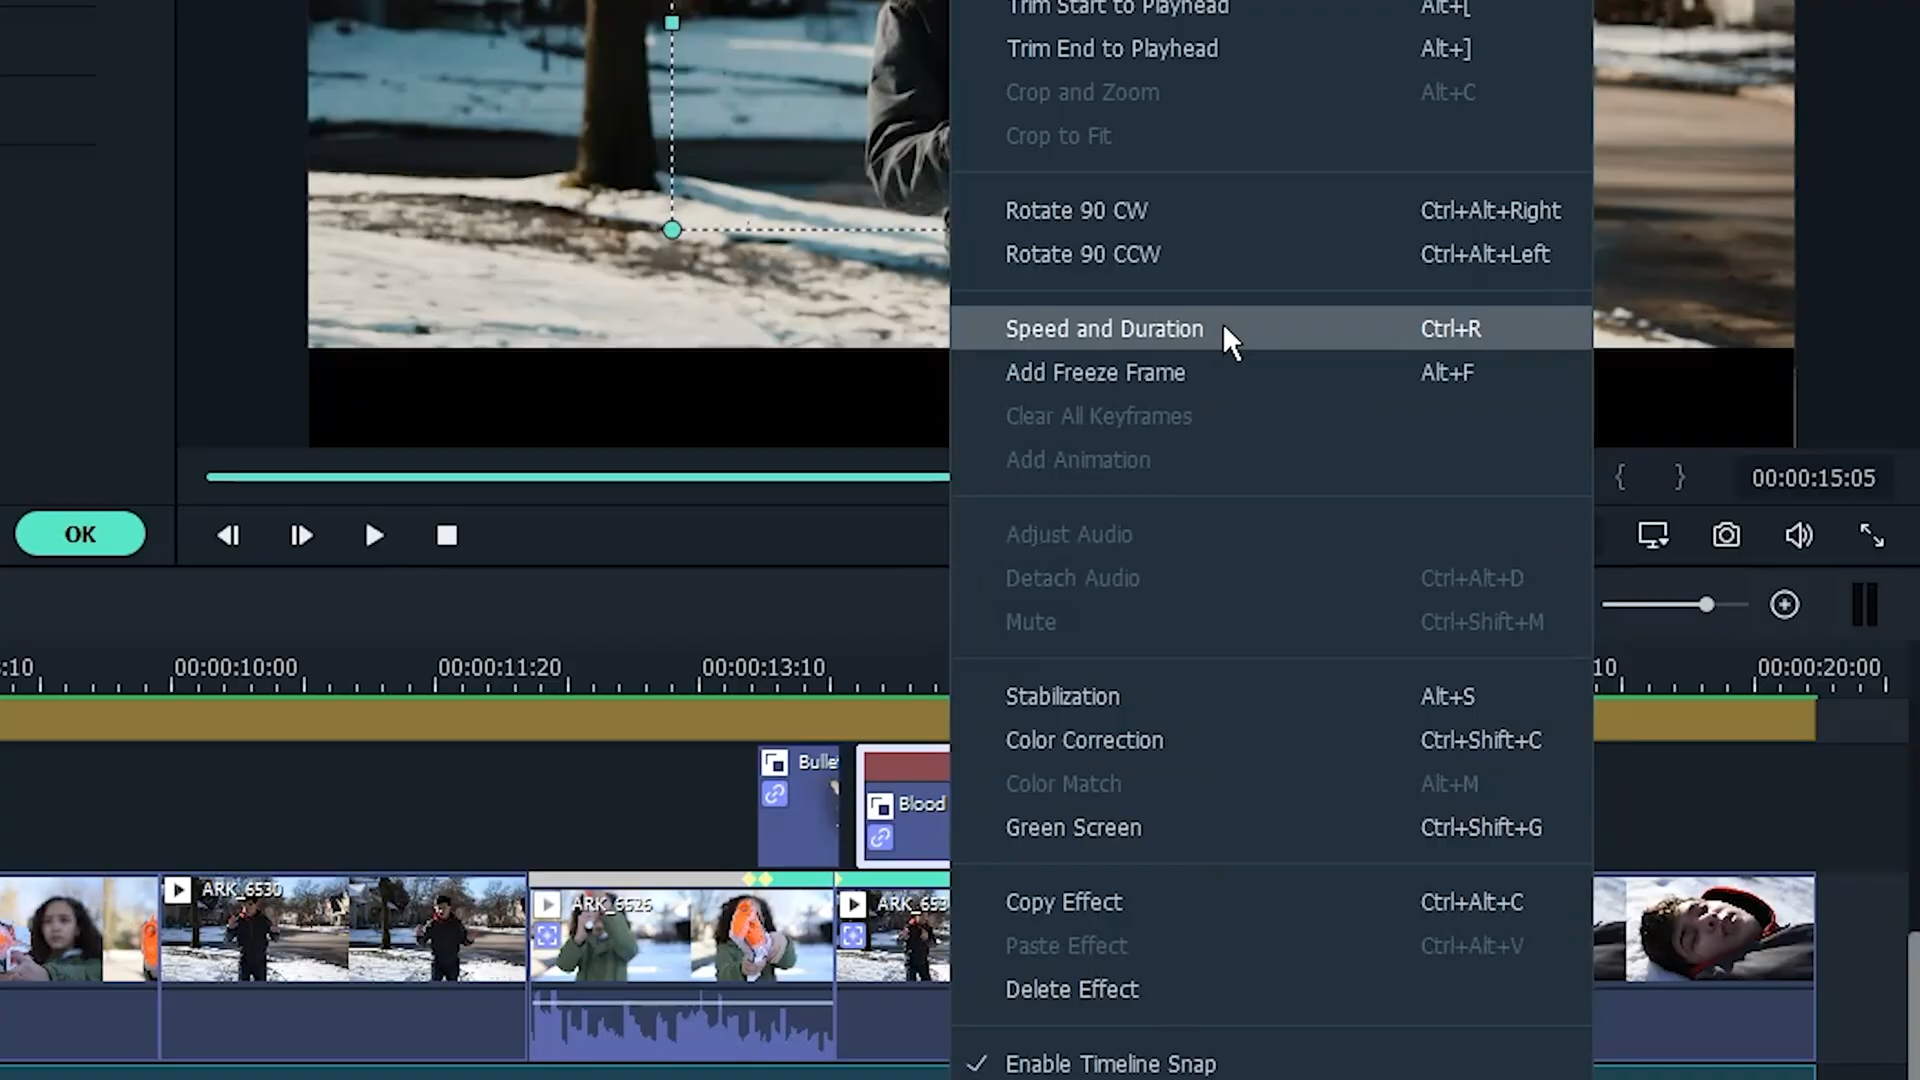 Trim Start to Playhead Alt+[
Trim End to Playhead Alt+]
Crop and Zoom Alt+C
Crop to Fit
Rotate 90 CW Ctrl+Alt+Right
Rotate 90 CCW Ctrl+Alt+Left
Speed and Duration Ctrl+R
Add Freeze Frame Alt+F
Clear All Keyframes
Add Animation
{ } 00:00:15:05
OK
Adjust Audio
Detach Audio Ctrl+Alt+D
Mute Ctrl+Shift+M
:10 00:00:10:00 00:00:11:20 00:00:13:10 10 00:00:20:00
Stabilization Alt+S
Color Correction Ctrl+Shift+C
Color Match Alt+M
Green Screen Ctrl+Shift+G
Bulle
Blood
ARK_6530 ARK_6526 ARK_653
Copy Effect Ctrl+Alt+C
Paste Effect Ctrl+Alt+V
Delete Effect
✓ Enable Timeline Snap